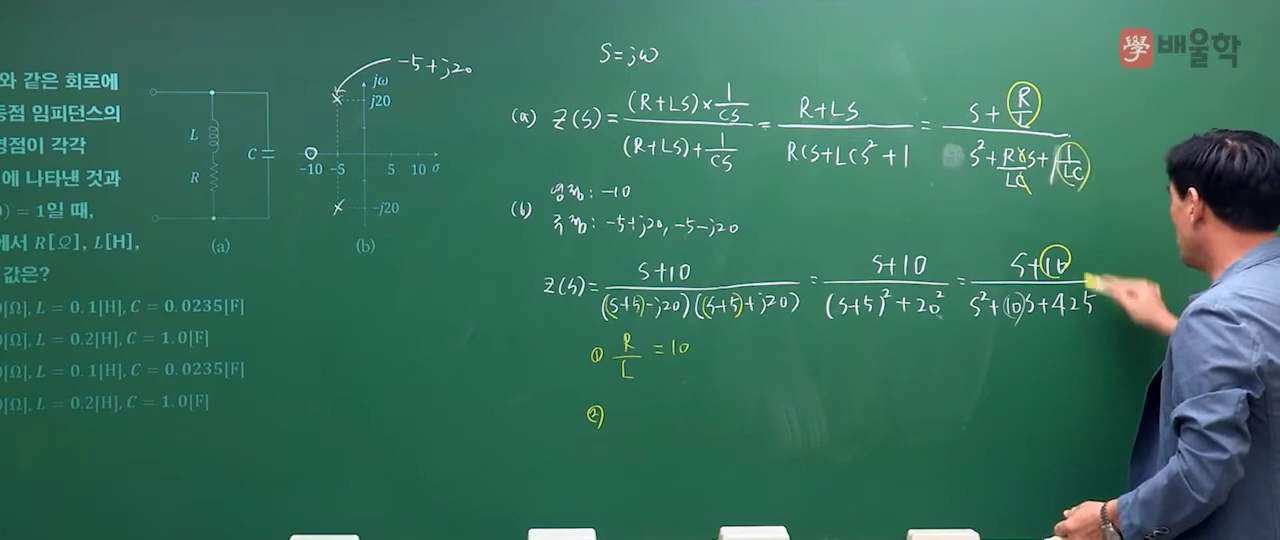 學 배울학
와 같은 회로에
동점 임피던스의
영점이 각각
에 나타낸 것과
) = 1일 때,
에서 R[Ω], L[H],
값은?
[Ω], L = 0.1[H], C = 0.0235[F]
[Ω], L = 0.2[H], C = 1.0[F]
[Ω], L = 0.1[H], C = 0.0235[F]
[Ω], L = 0.2[H], C = 1.0[F]
L
R
C
(a)
-5+j20
jω
j20
-10 -5 5 10 σ
-j20
(b)
S=jω
(a) Z(s) = (R+LS)×1/CS / (R+LS)+1/CS = R+LS / RCS+LCS²+1 = S+R/L / S²+RC/LC S+1/LC
(b) 영점: -10
극점: -5+j20, -5-j20
Z(s) = S+10 / (S+5-j20)(S+5+j20) = S+10 / (S+5)²+20² = S+10 / S²+10S+425
① R/L = 10
②